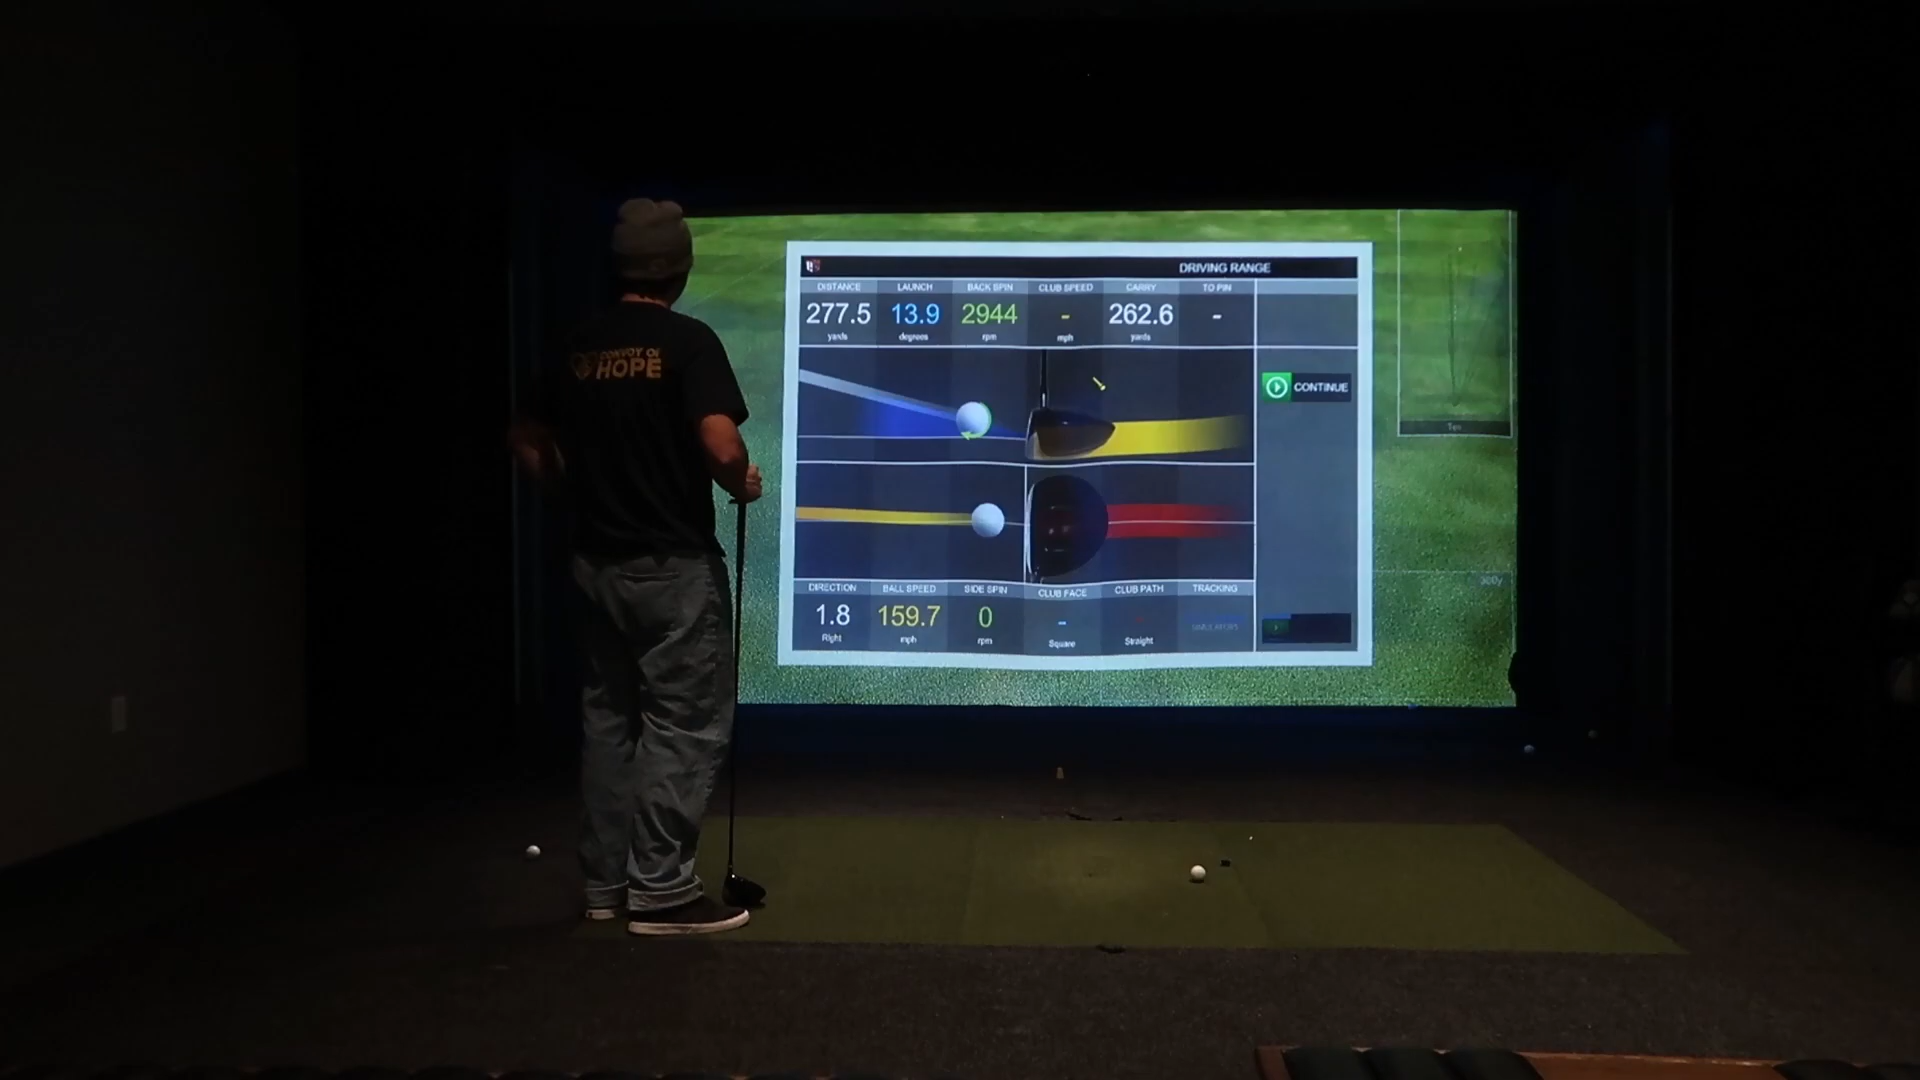 DRIVING RANGE
DISTANCE LAUNCH BACK SPIN CLUB SPEED CARRY TO PIN
277.5 13.9 2944 - 262.6 -
yards degrees rpm mph yards
CONVOY OF
HOPE
CONTINUE
Tee
DIRECTION BALL SPEED SIDE SPIN CLUB FACE CLUB PATH TRACKING
1.8 159.7 0 -
Right mph rpm Square Straight